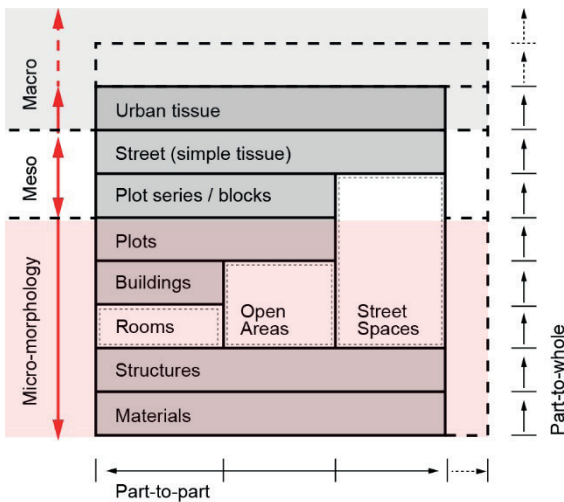 Macro
Meso
Micro-morphology
Urban tissue
Street (simple tissue)
Plot series / blocks
Plots
Buildings
Rooms
Open
Areas
Street
Spaces
Structures
Materials
Part-to-part
Part-to-whole